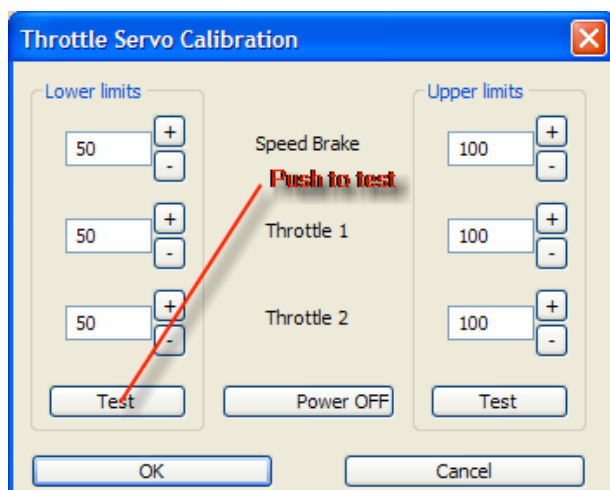 Throttle Servo Calibration
Lower limits
Upper limits
50
+
-
Speed Brake
100
+
-
Push to test
50
+
-
Throttle 1
100
+
-
50
+
-
Throttle 2
100
+
-
Test
Power OFF
Test
OK
Cancel